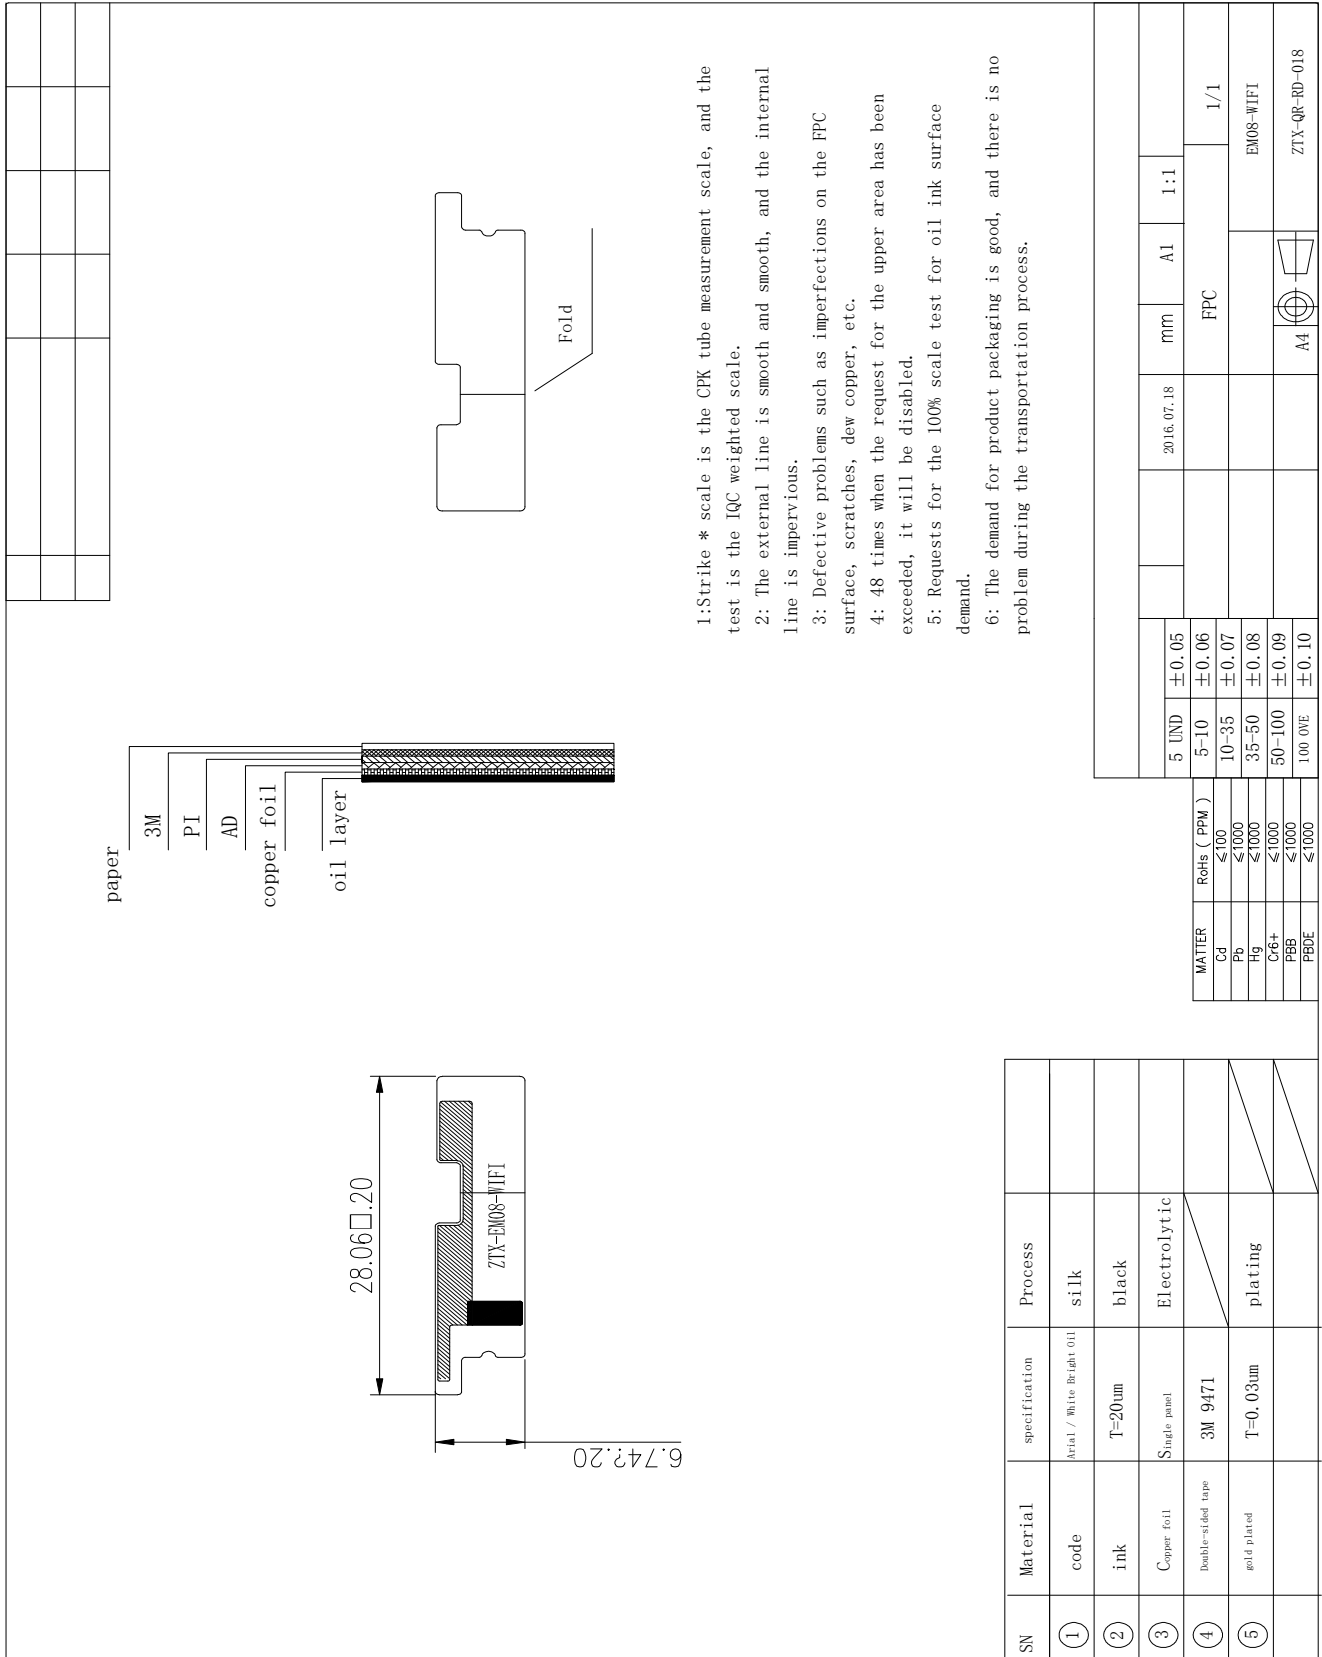 paper
3M
PI
AD
copper foil
oil layer
Fold
28.06□.20
6.74?.20
ZTX-EM08-WIFI
1:Strike * scale is the CPK tube measurement scale, and the
test is the IQC weighted scale.
2: The external line is smooth and smooth, and the internal
line is impervious.
3: Defective problems such as imperfections on the FPC
surface, scratches, dew copper, etc.
4: 48 times when the request for the upper area has been
exceeded, it will be disabled.
5: Requests for the 100% scale test for oil ink surface
demand.
6: The demand for product packaging is good, and there is no
problem during the transportation process.
SN Material specification Process
① code Arial / White Bright Oil silk
② ink T=20um black
③ Copper foil Single panel Electrolytic
④ Double-sided tape 3M 9471
⑤ gold plated T=0.03um plating
MATTER RoHs ( PPM )
Cd ≤100
Pb ≤1000
Hg ≤1000
Cr6+ ≤1000
PBB ≤1000
PBDE ≤1000
5 UND ±0.05
5-10 ±0.06
10-35 ±0.07
35-50 ±0.08
50-100 ±0.09
100 OVE ±0.10
2016.07.18 mm A1 1:1
FPC 1/1
EM08-WIFI
A4 ZTX-QR-RD-018